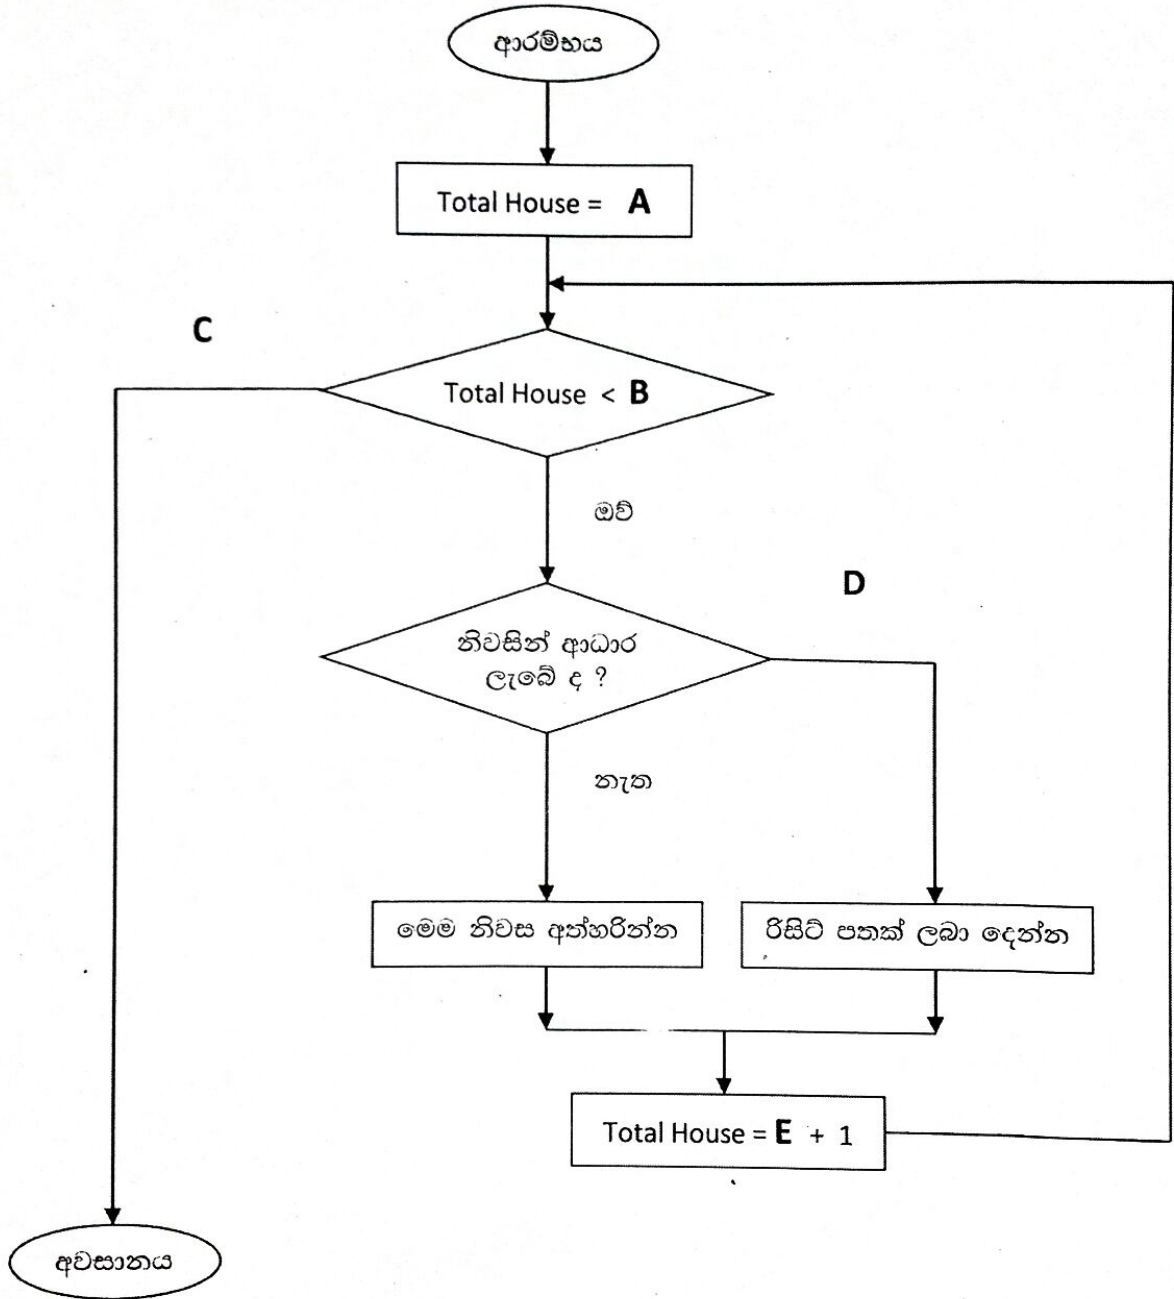 ආරම්භය
Total House = A
C
Total House < B
ඔව්
D
නිවසින් ආධාර
ලැබේ ද ?
නැත
මෙම නිවස අත්හරින්න
රිසිට් පතක් ලබා දෙන්න
Total House = E + 1
අවසානය